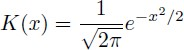 K(x) = \frac{1}{\sqrt{2\pi}} e^{-x^2/2}